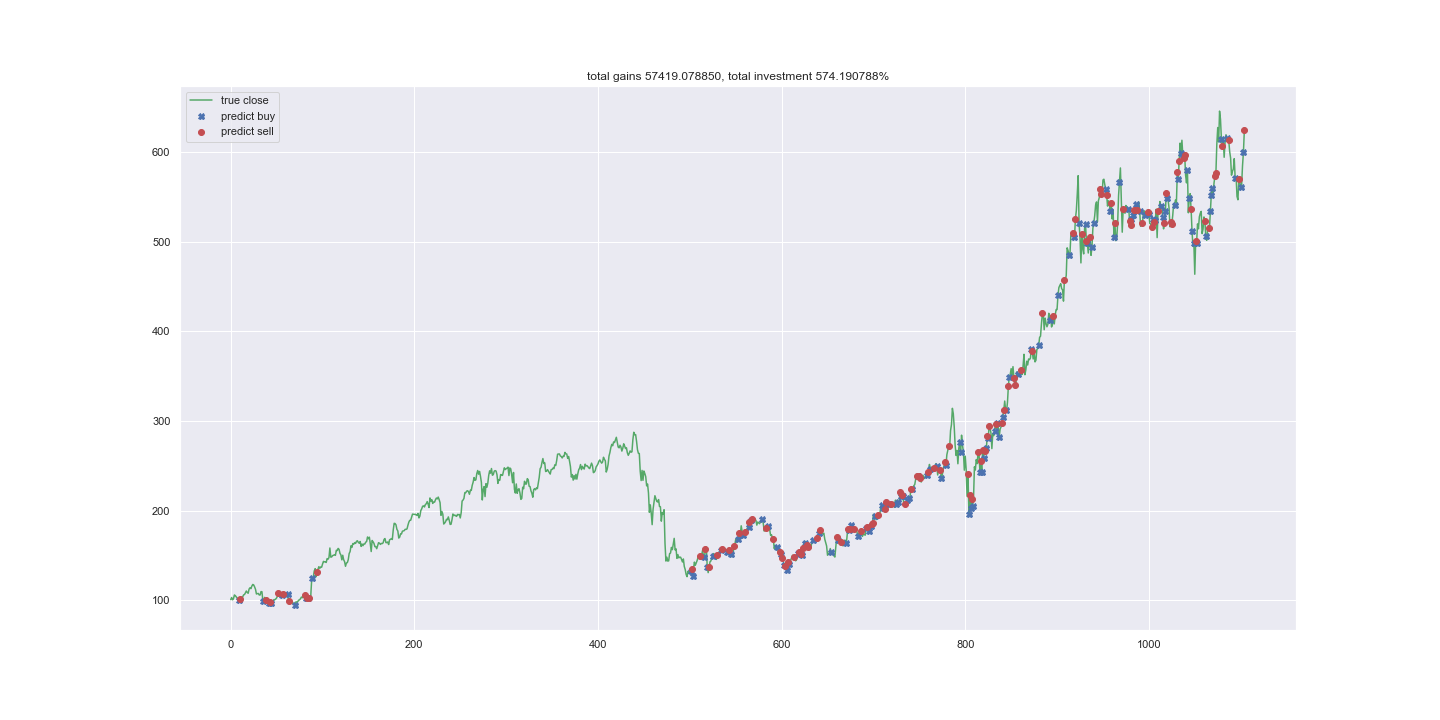 total gains 57419.078850, total investment 574.190788%
true close
predict buy
predict sell
600
500
400
300
200
100
0 200 400 600 800 1000